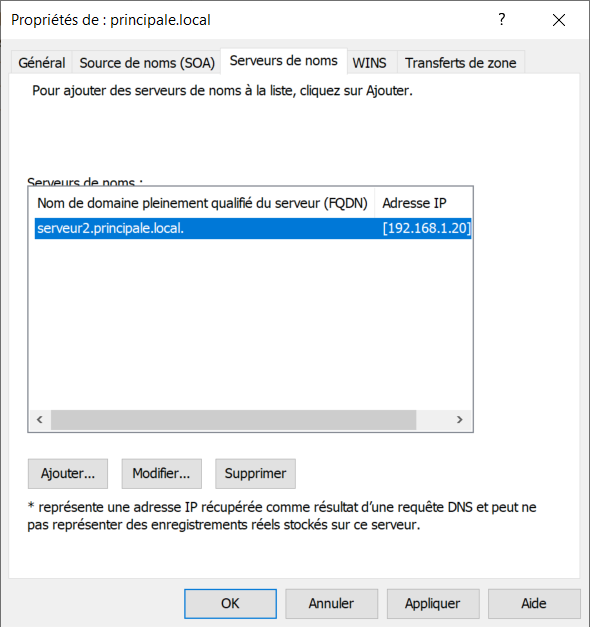 Propriétés de : principale.local
?
Général
Source de noms (SOA)
Serveurs de noms
WINS
Transferts de zone
Pour ajouter des serveurs de noms à la liste, cliquez sur Ajouter.
Serveurs de noms :
Nom de domaine pleinement qualifié du serveur (FQDN) Adresse IP
serveur2.principale.local. [192.168.1.20]
Ajouter... Modifier... Supprimer
* représente une adresse IP récupérée comme résultat d'une requête DNS et peut ne
pas représenter des enregistrements réels stockés sur ce serveur.
OK Annuler Appliquer Aide